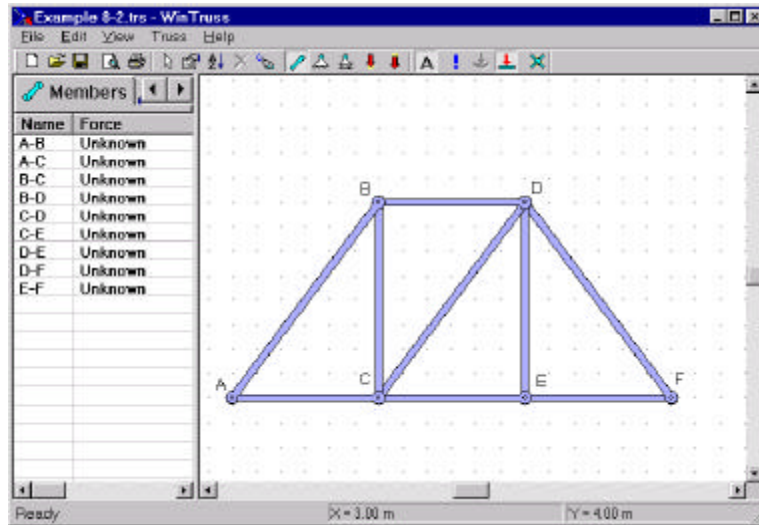 Example 8-2.trs - WinTruss
File Edit View Truss Help
A !
Members
Name Force
A-B Unknown
A-C Unknown
B-C Unknown
B-D Unknown
C-D Unknown
C-E Unknown
D-E Unknown
D-F Unknown
E-F Unknown
B D
A C E F
Ready X = 3.00 m Y = 4.00 m